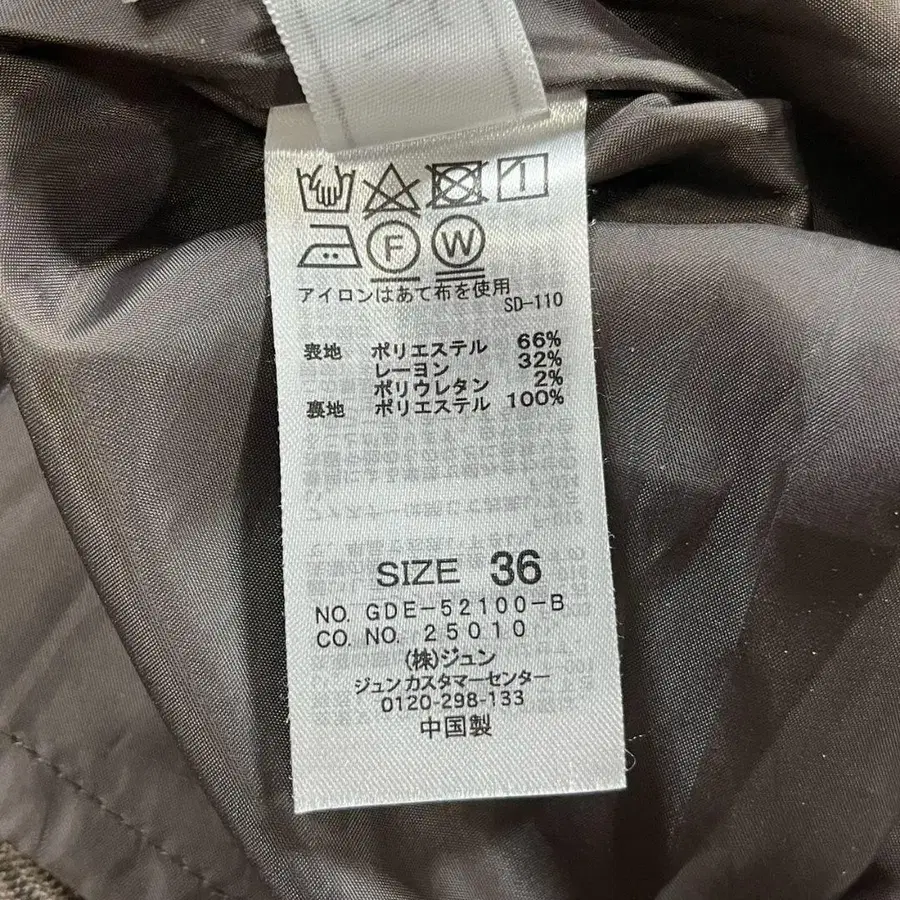 F W
アイロンはあて布を使用
SD-110
表地 ポリエステル 66%
レーヨン 32%
ポリウレタン 2%
裏地 ポリエステル 100%
SIZE 36
NO. GDE-52100-B
CO. NO. 25010
(株)ジュン
ジュンカスタマーセンター
0120-298-133
中国製